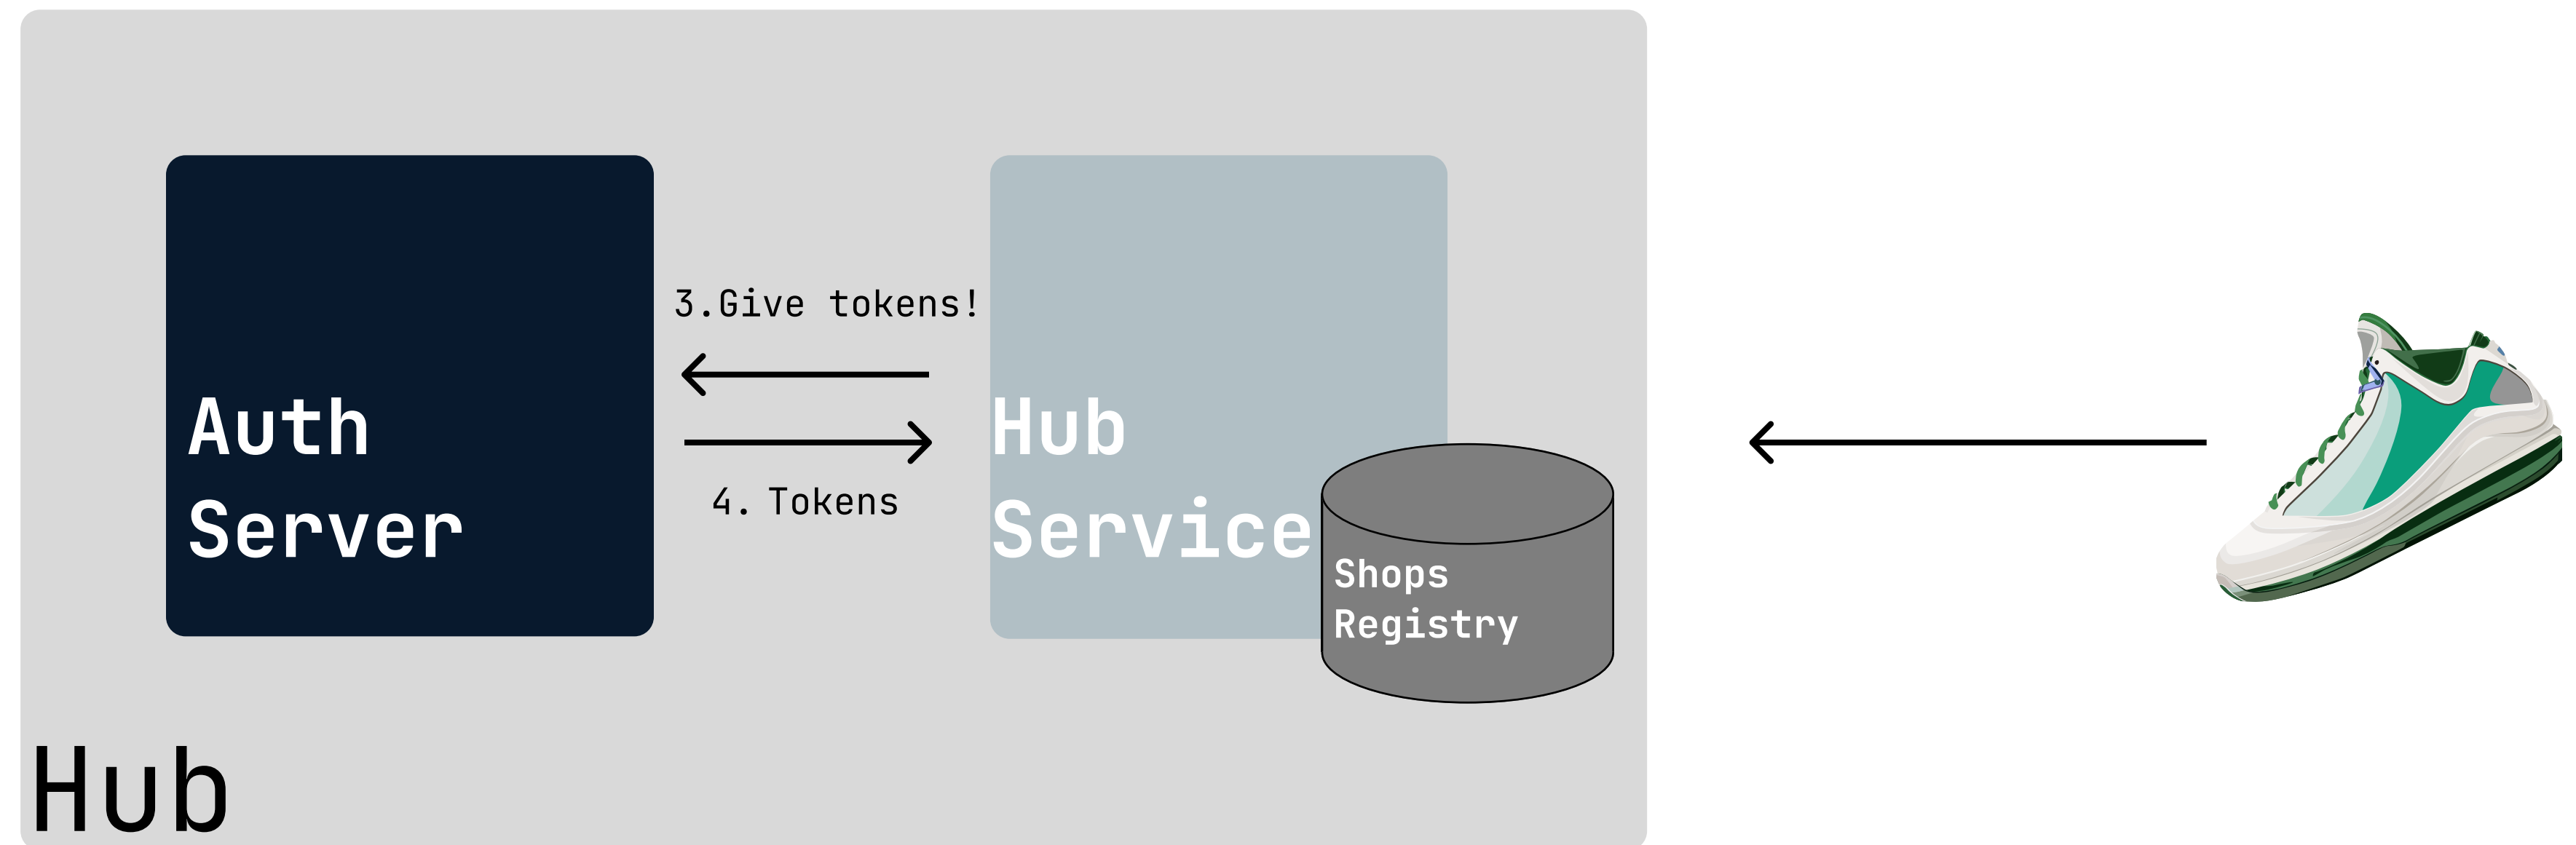 3.Give tokens!
Auth
Server
4. Tokens
Hub
Service
Shops
Registry
Hub